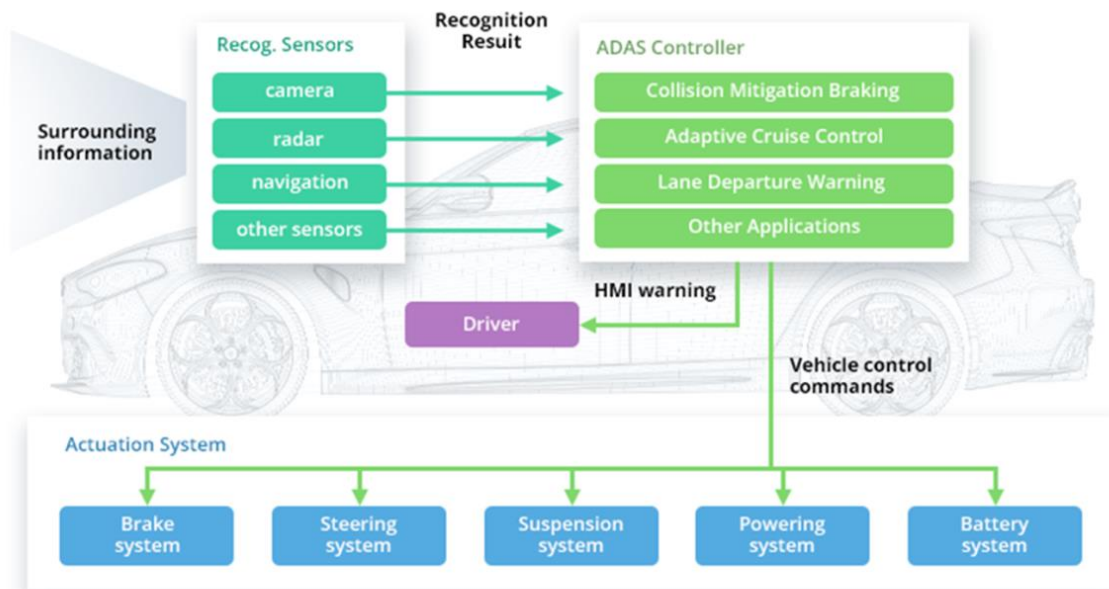 Recognition
Resuit
Recog. Sensors
ADAS Controller
camera
Collision Mitigation Braking
Surrounding
information
radar
Adaptive Cruise Control
navigation
Lane Departure Warning
other sensors
Other Applications
HMI warning
Driver
Vehicle control
commands
Actuation System
Brake
system
Steering
system
Suspension
system
Powering
system
Battery
system